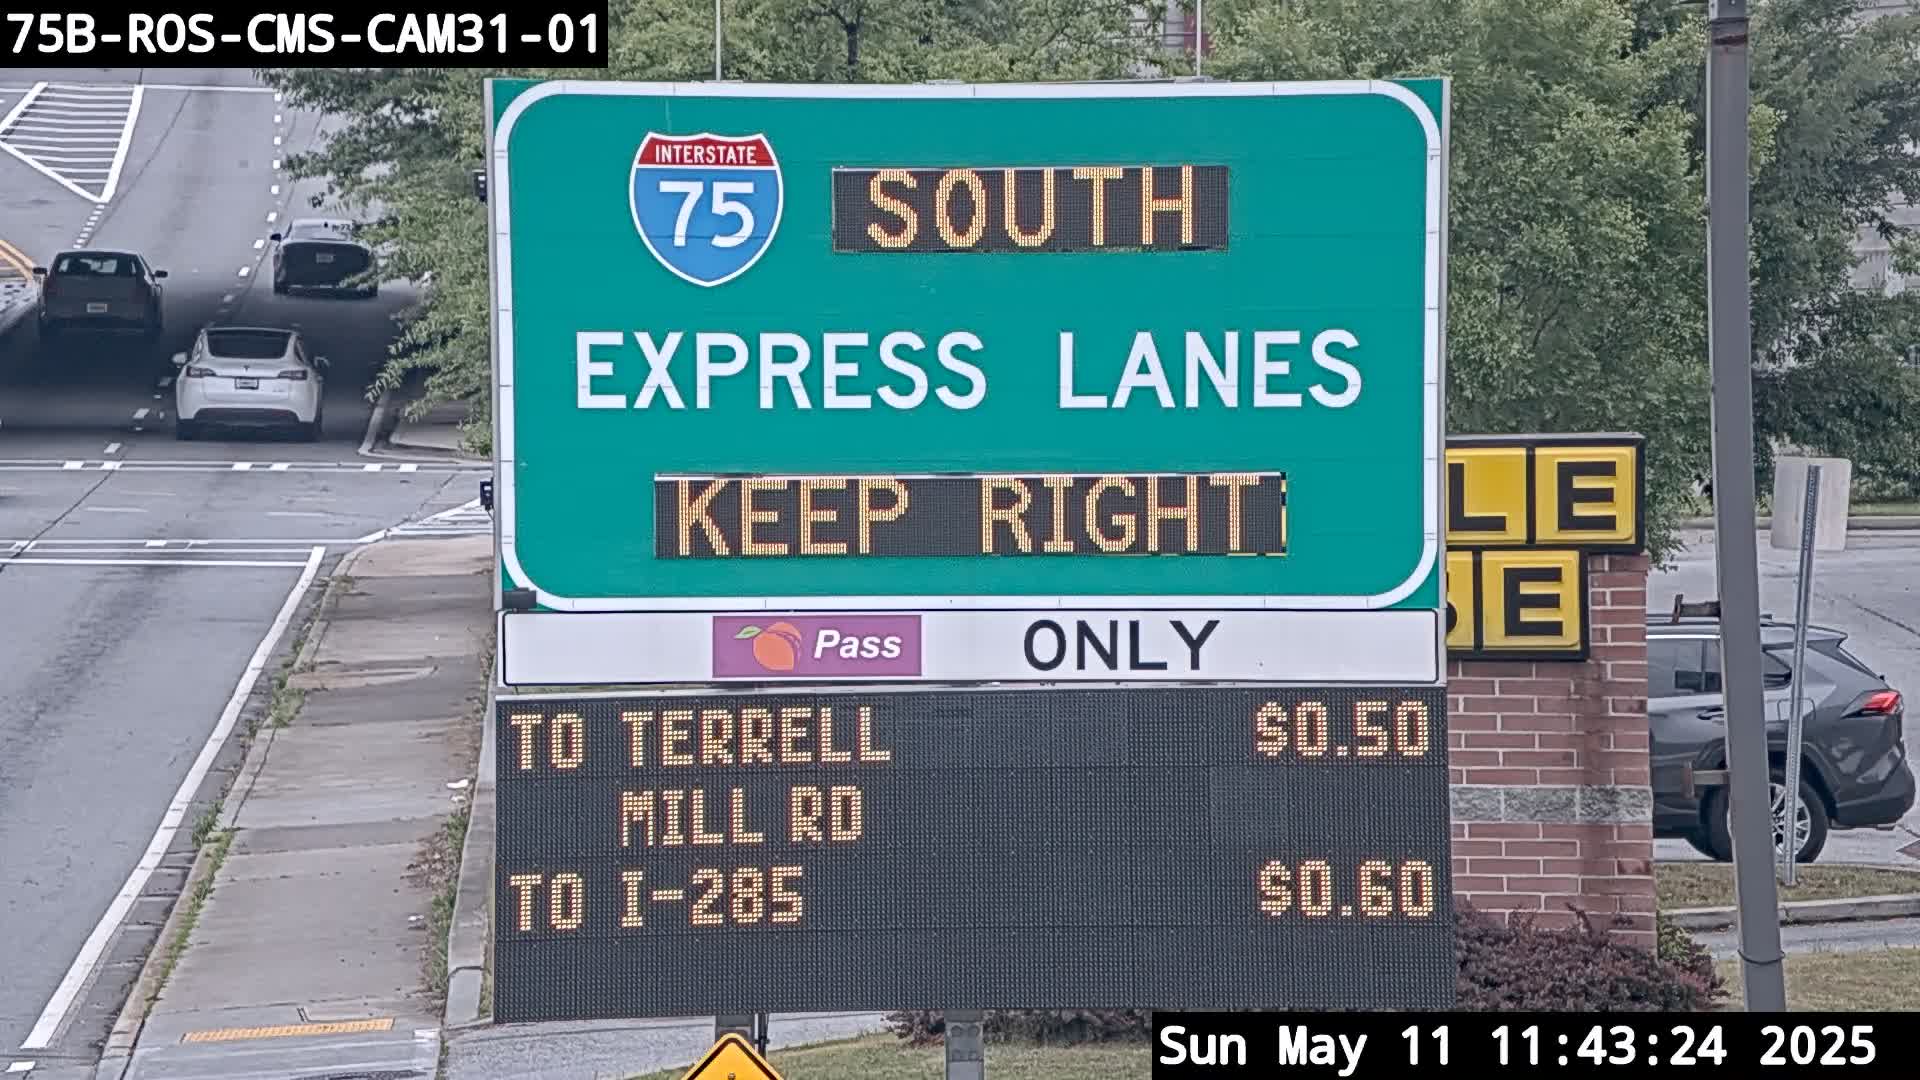 75B-ROS-CMS-CAM31-01
INTERSTATE
75
SOUTH
EXPRESS LANES
KEEP RIGHT
Pass ONLY
TO TERRELL $0.50
MILL RD
TO I-285 $0.60
LE
E
Sun May 11 11:43:24 2025